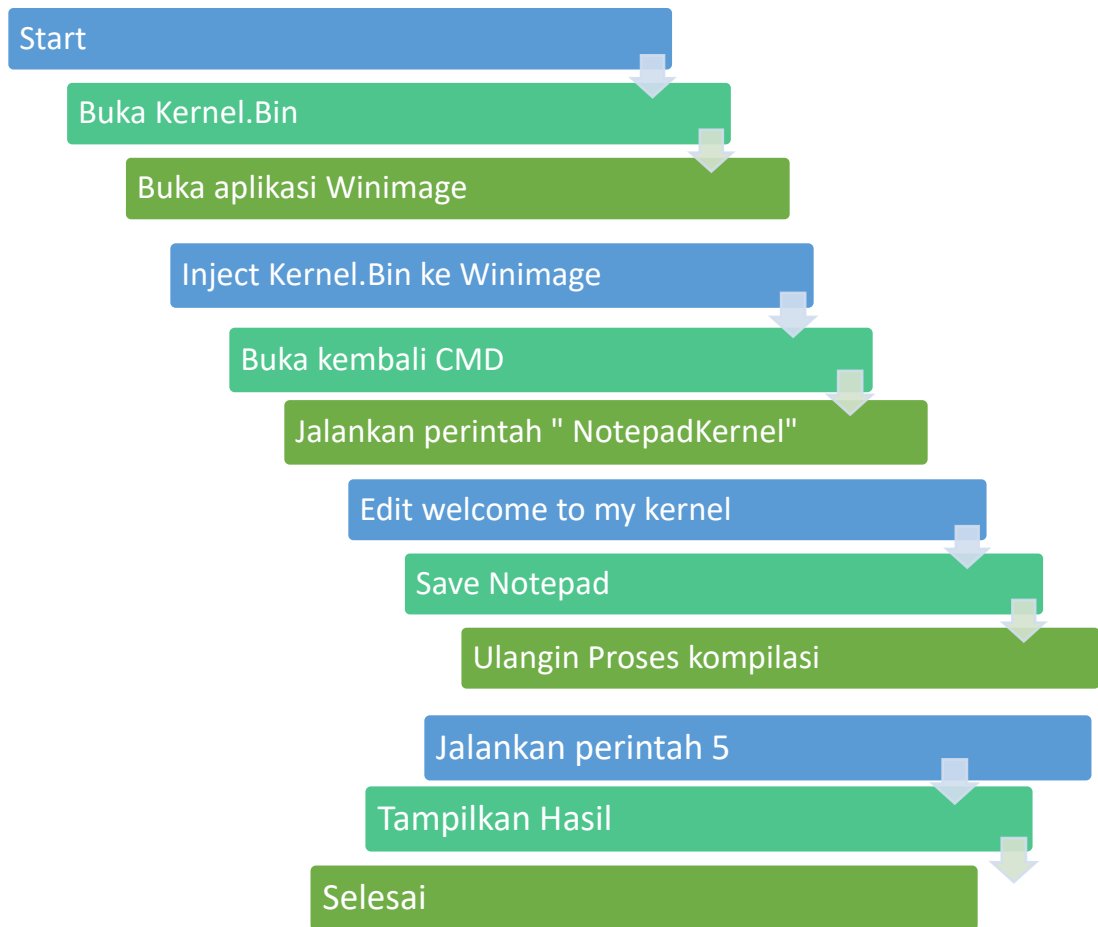 Start
Buka Kernel.Bin
Buka aplikasi Winimage
Inject Kernel.Bin ke Winimage
Buka kembali CMD
Jalankan perintah " NotepadKernel"
Edit welcome to my kernel
Save Notepad
Ulangin Proses kompilasi
Jalankan perintah 5
Tampilkan Hasil
Selesai